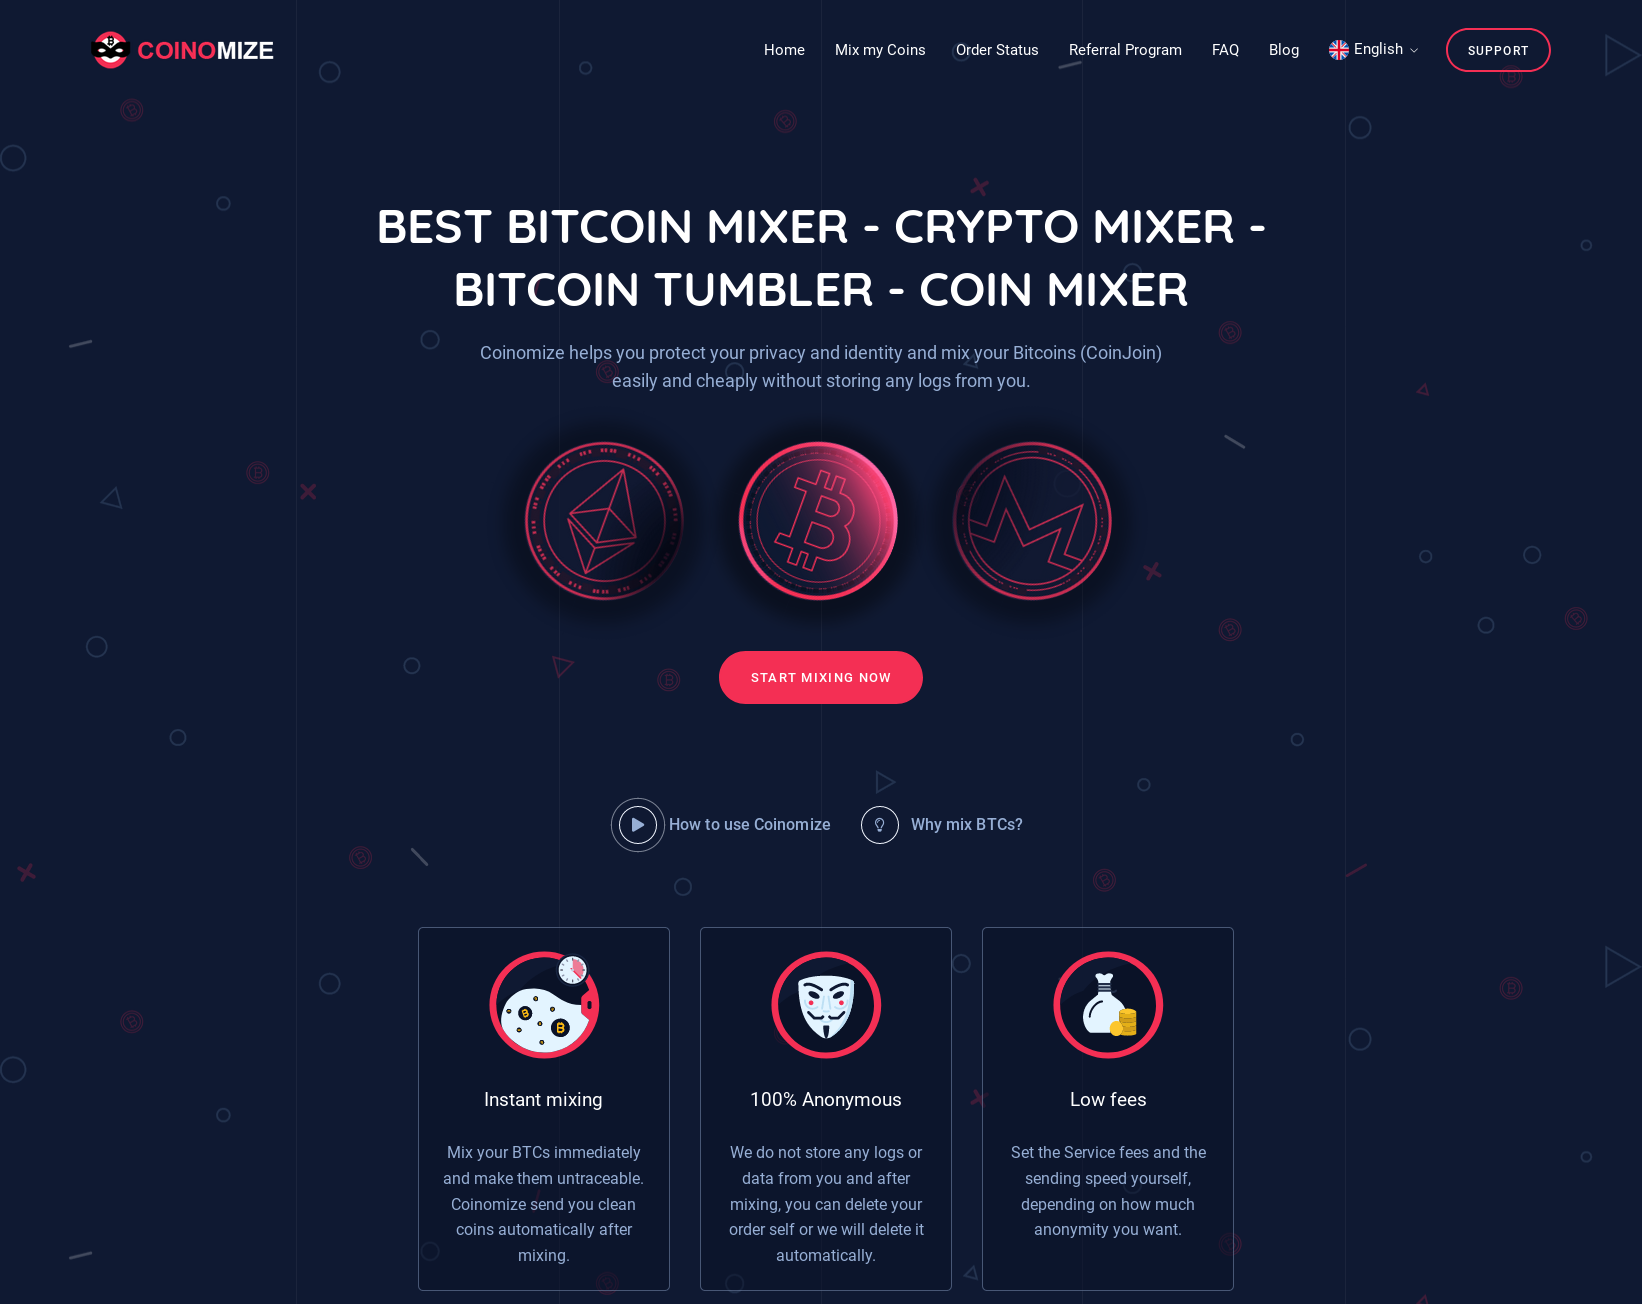 COINOMIZE
Home
Mix my Coins
Order Status
Referral Program
FAQ
Blog
English
SUPPORT
BEST BITCOIN MIXER - CRYPTO MIXER -
BITCOIN TUMBLER - COIN MIXER
Coinomize helps you protect your privacy and identity and mix your Bitcoins (CoinJoin)
easily and cheaply without storing any logs from you.
START MIXING NOW
How to use Coinomize
Why mix BTCs?
Instant mixing
Mix your BTCs immediately
and make them untraceable.
Coinomize send you clean
coins automatically after
mixing.
100% Anonymous
We do not store any logs or
data from you and after
mixing, you can delete your
order self or we will delete it
automatically.
Low fees
Set the Service fees and the
sending speed yourself,
depending on how much
anonymity you want.